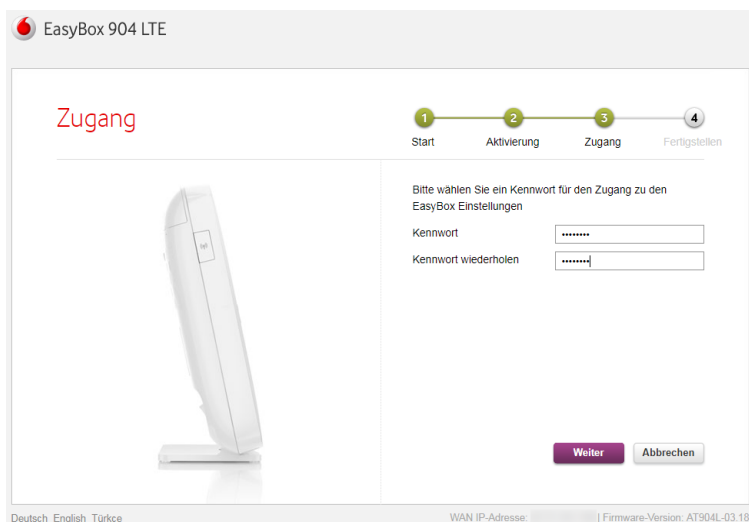 EasyBox 904 LTE
Zugang
1 2 3 4
Start Aktivierung Zugang Fertigstellen
Bitte wählen Sie ein Kennwort für den Zugang zu den
EasyBox Einstellungen
Kennwort ••••••••
Kennwort wiederholen ••••••••
Weiter Abbrechen
Deutsch English Türkçe WAN IP-Adresse: | Firmware-Version: AT904L-03.18